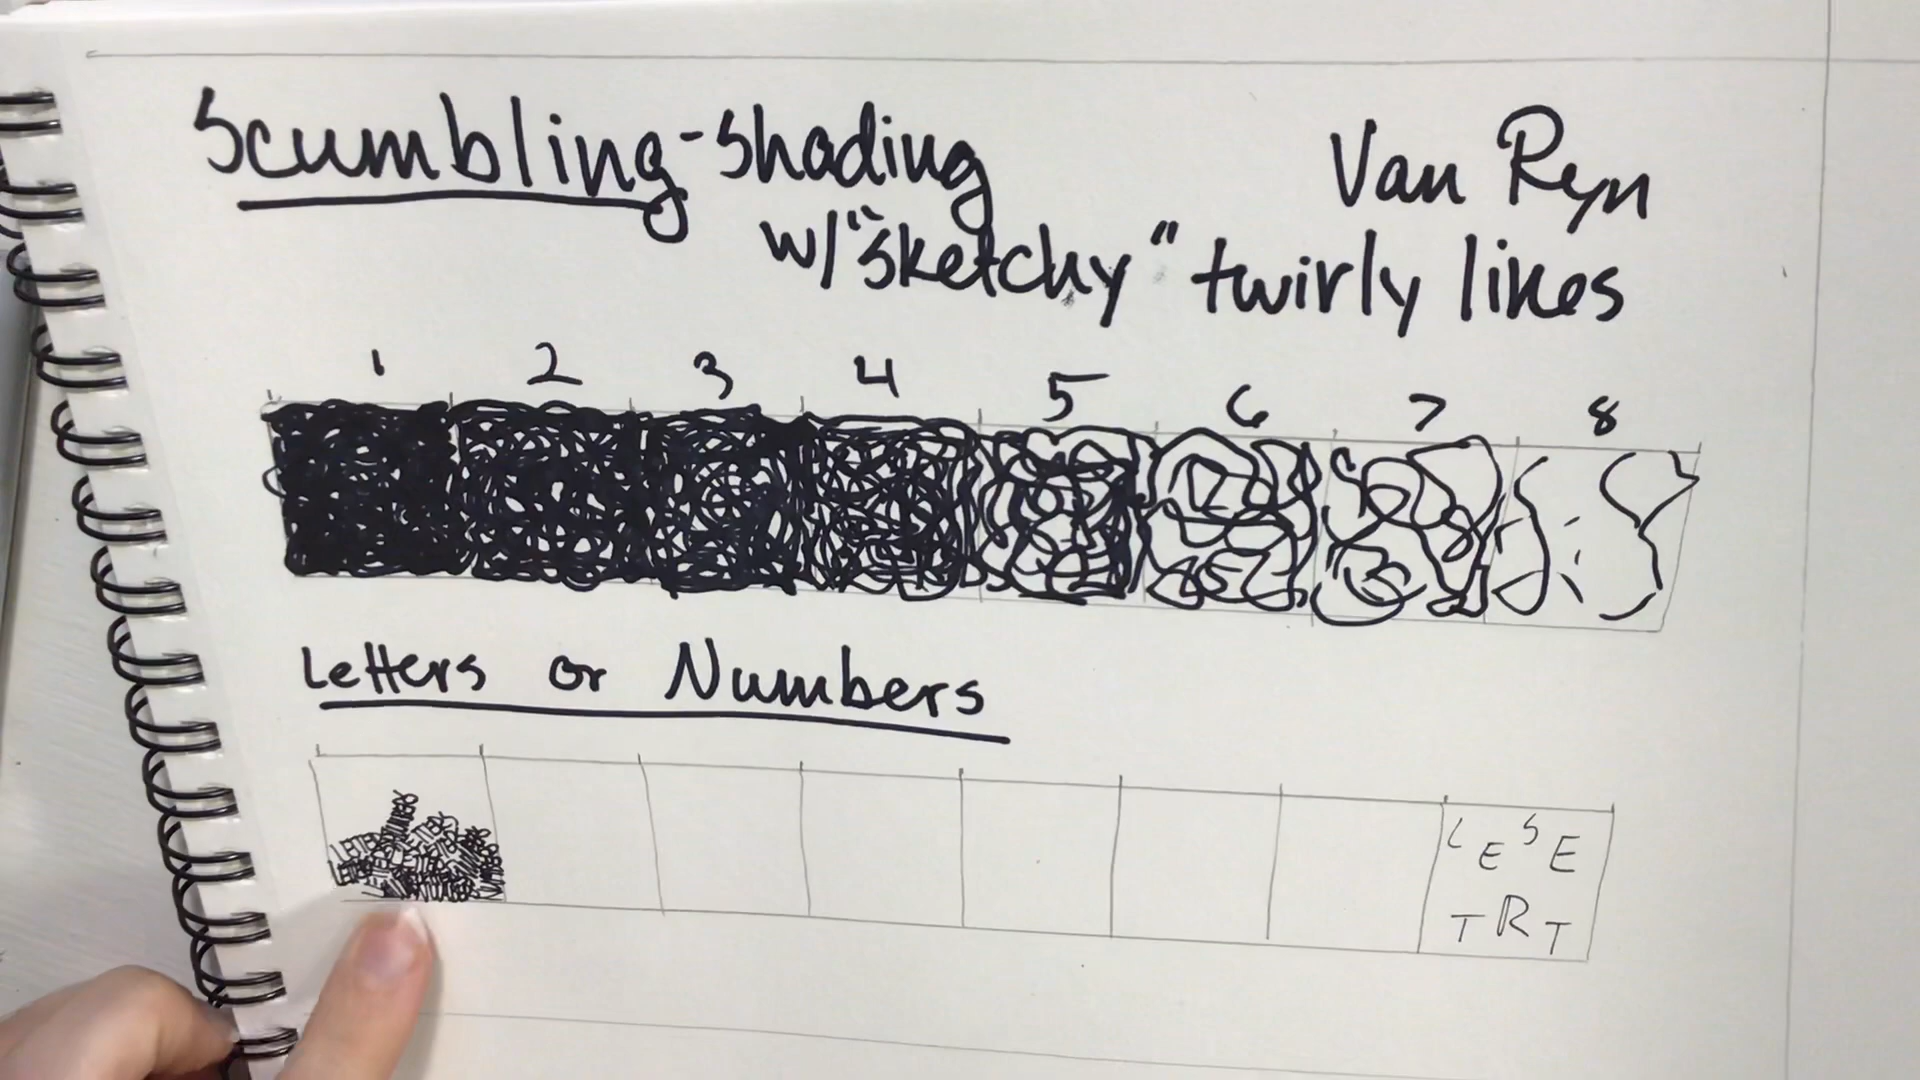 Scumbling-Shading
Van Ryn
w/"sketchy" twirly lines
1 2 3 4 5 6 7 8
Letters or Numbers
L E S E
T R T